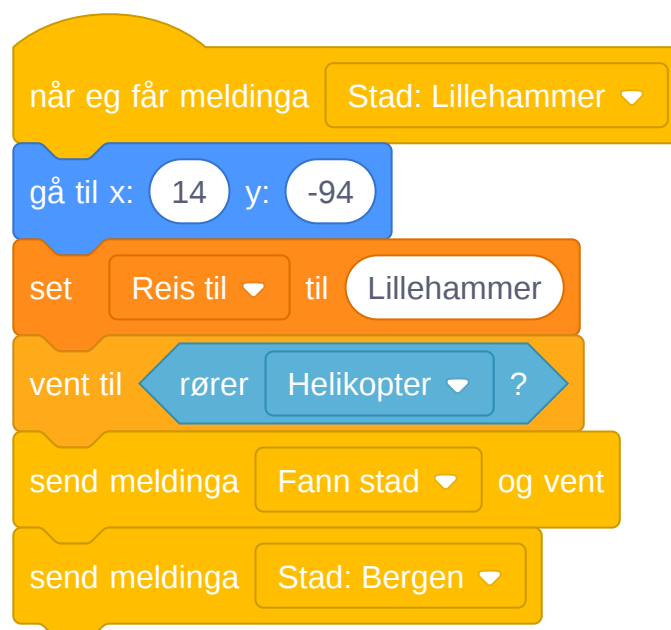 når eg får meldinga Stad: Lillehammer
gå til x: 14 y: -94
set Reis til til Lillehammer
vent til rører Helikopter ?
send meldinga Fann stad og vent
send meldinga Stad: Bergen